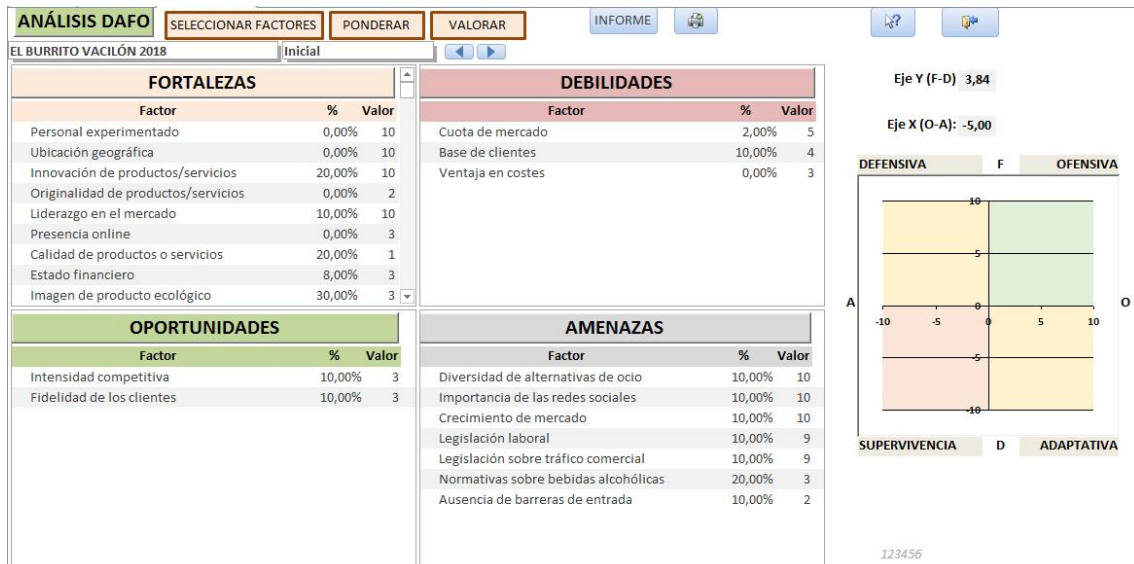 ANÁLISIS DAFO SELECCIONAR FACTORES PONDERAR VALORAR INFORME
EL BURRITO VACILÓN 2018 Inicial
FORTALEZAS
Factor % Valor
Personal experimentado 0,00% 10
Ubicación geográfica 0,00% 10
Innovación de productos/servicios 20,00% 10
Originalidad de productos/servicios 0,00% 2
Liderazgo en el mercado 10,00% 10
Presencia online 0,00% 3
Calidad de productos o servicios 20,00% 1
Estado financiero 8,00% 3
Imagen de producto ecológico 30,00% 3
DEBILIDADES
Factor % Valor
Cuota de mercado 2,00% 5
Base de clientes 10,00% 4
Ventaja en costes 0,00% 3
OPORTUNIDADES
Factor % Valor
Intensidad competitiva 10,00% 3
Fidelidad de los clientes 10,00% 3
AMENAZAS
Factor % Valor
Diversidad de alternativas de ocio 10,00% 10
Importancia de las redes sociales 10,00% 10
Crecimiento de mercado 10,00% 10
Legislación laboral 10,00% 9
Legislación sobre tráfico comercial 10,00% 9
Normativas sobre bebidas alcohólicas 20,00% 3
Ausencia de barreras de entrada 10,00% 2
Eje Y (F-D) 3,84
Eje X (O-A): -5,00
DEFENSIVA F OFENSIVA
10
5
A 0 O
-10 -5 0 5 10
-5
-10
SUPERVIVENCIA D ADAPTATIVA
123456